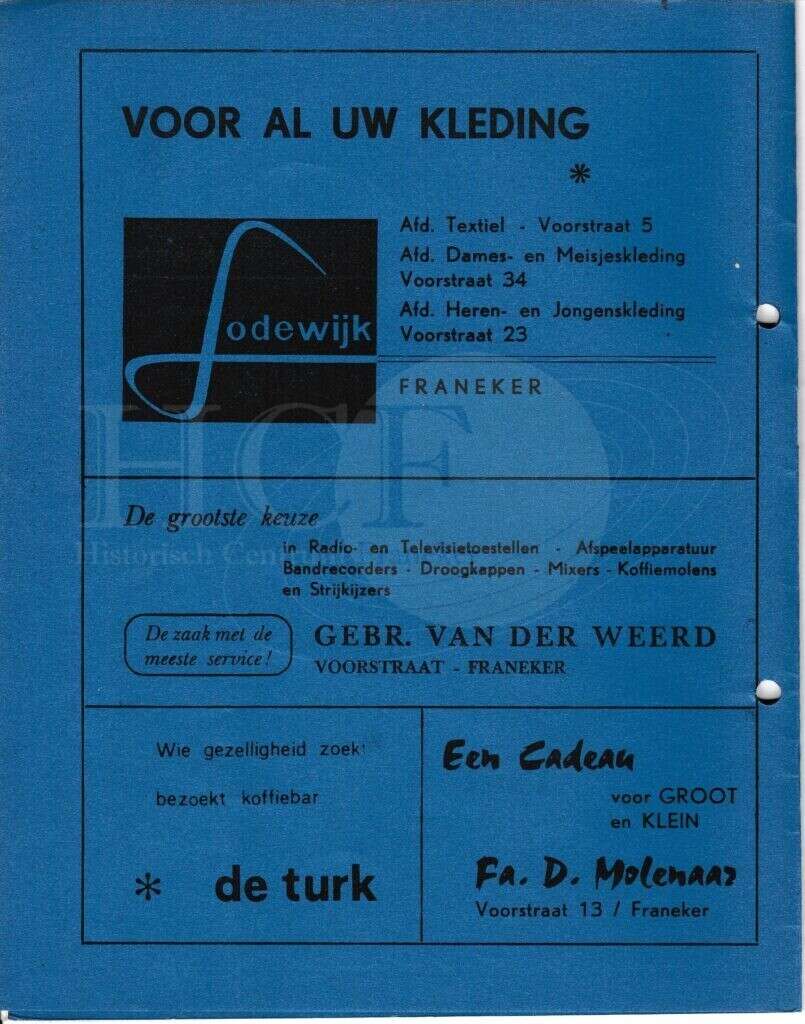 VOOR AL UW KLEDING
*
Lodewijk
Afd. Textiel - Voorstraat 5
Afd. Dames- en Meisjeskleding
Voorstraat 34
Afd. Heren- en Jongenskleding
Voorstraat 23
FRANEKER
HCF
Historisch
De grootste keuze
in Radio- en Televisietoestellen - Afspeelapparatuur
Bandrecorders - Droogkappen - Mixers - Koffiemolens
en Strijkijzers
De zaak met de
meeste service!
GEBR. VAN DER WEERD
VOORSTRAAT - FRANEKER
Wie gezelligheid zoekt
bezoekt koffiebar
* de turk
Een Cadeau
voor GROOT
en KLEIN
Fa. D. Molenaar
Voorstraat 13 / Franeker